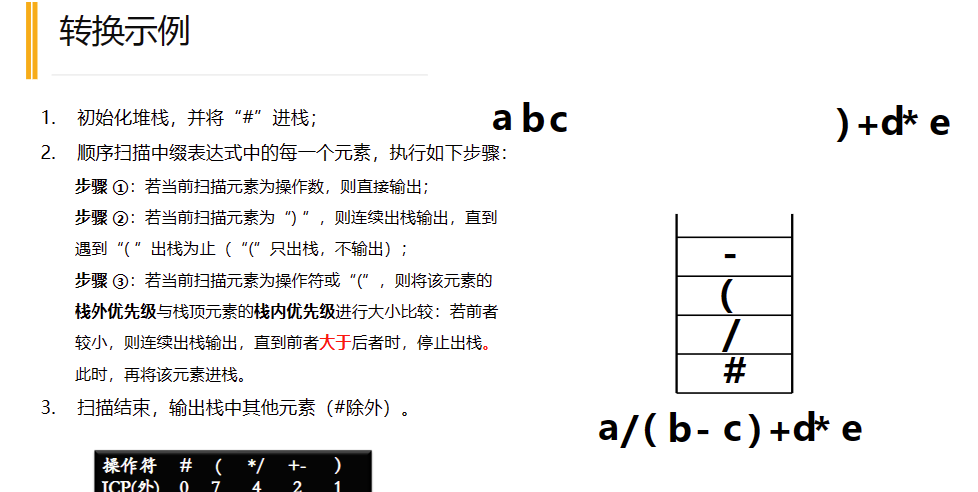 转换示例
1. 初始化堆栈，并将“#”进栈；
2. 顺序扫描中缀表达式中的每一个元素，执行如下步骤：
步骤 ①：若当前扫描元素为操作数，则直接输出；
步骤 ②：若当前扫描元素为“)“，则连续出栈输出，直到
遇到“(”出栈为止（“(”只出栈，不输出）；
步骤 ③：若当前扫描元素为操作符或“(”，则将该元素的
栈外优先级与栈顶元素的栈内优先级进行大小比较：若前者
较小，则连续出栈输出，直到前者大于后者时，停止出栈。
此时，再将该元素进栈。
3. 扫描结束，输出栈中其他元素（#除外）。
操作符 # ( */ +- )
ICP(外) 0 7 4 2 1
a b c
)+d* e
-
(
/
#
a/( b- c)+d* e